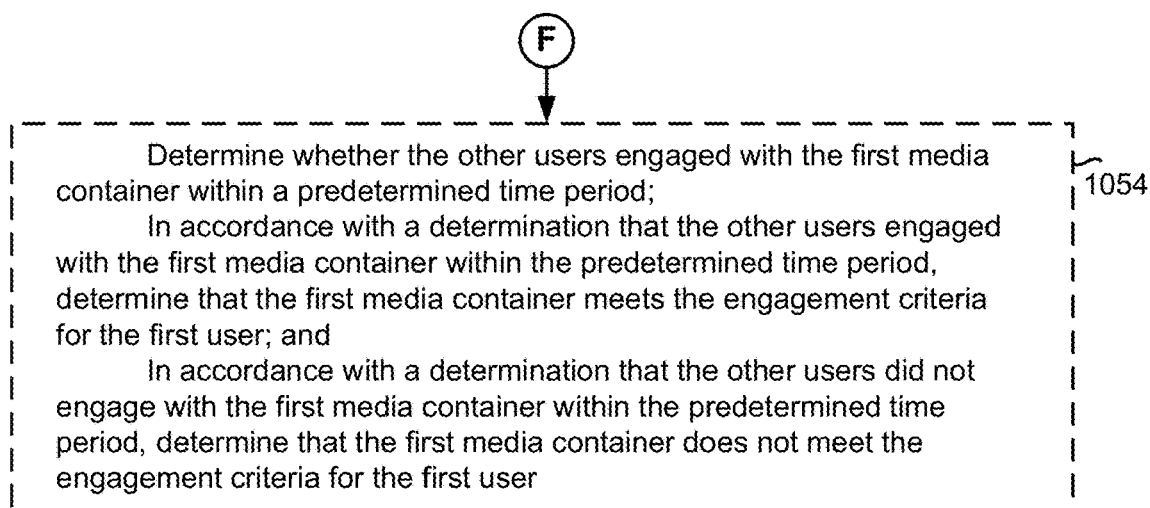 F
Determine whether the other users engaged with the first media
container within a predetermined time period;
1054
In accordance with a determination that the other users engaged
with the first media container within the predetermined time period,
determine that the first media container meets the engagement criteria
for the first user; and
In accordance with a determination that the other users did not
engage with the first media container within the predetermined time
period, determine that the first media container does not meet the
engagement criteria for the first user